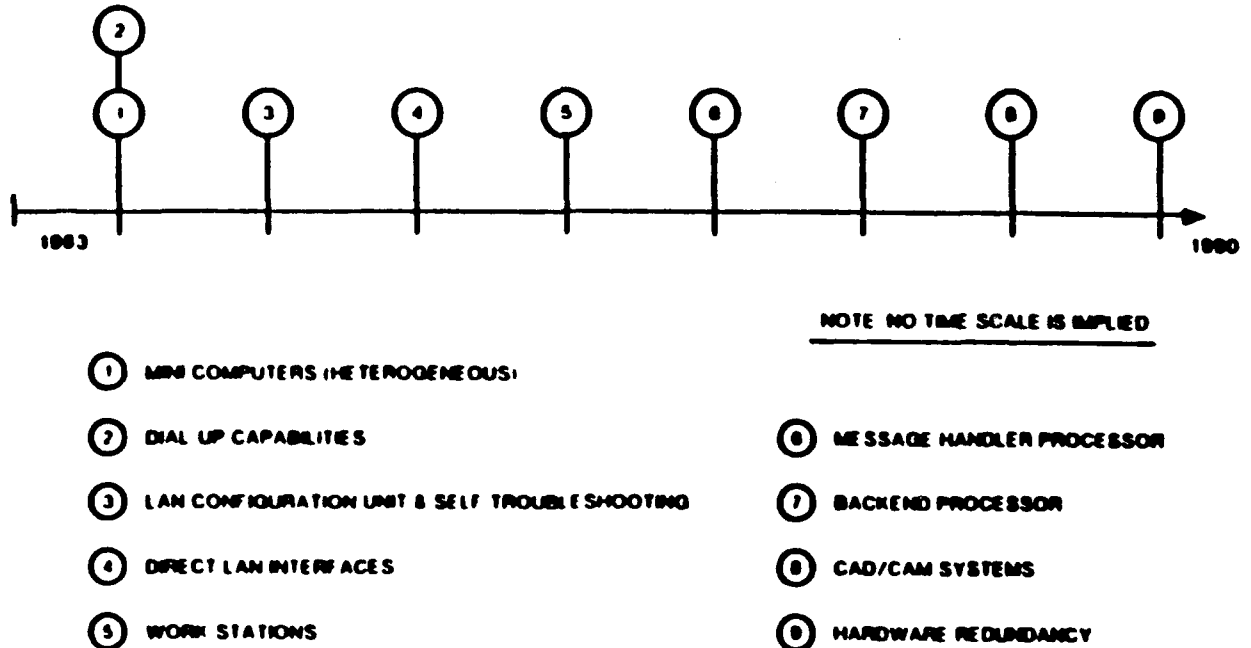 2
1 3 4 5 6 7 8 9
1983
1990
NOTE NO TIME SCALE IS IMPLIED
1 MINI COMPUTERS (HETEROGENEOUS)
2 DIAL UP CAPABILITIES
3 LAN CONFIGURATION UNIT & SELF TROUBLESHOOTING
4 DIRECT LAN INTERFACES
5 WORK STATIONS
6 MESSAGE HANDLER PROCESSOR
7 BACKEND PROCESSOR
8 CAD/CAM SYSTEMS
9 HARDWARE REDUNDANCY